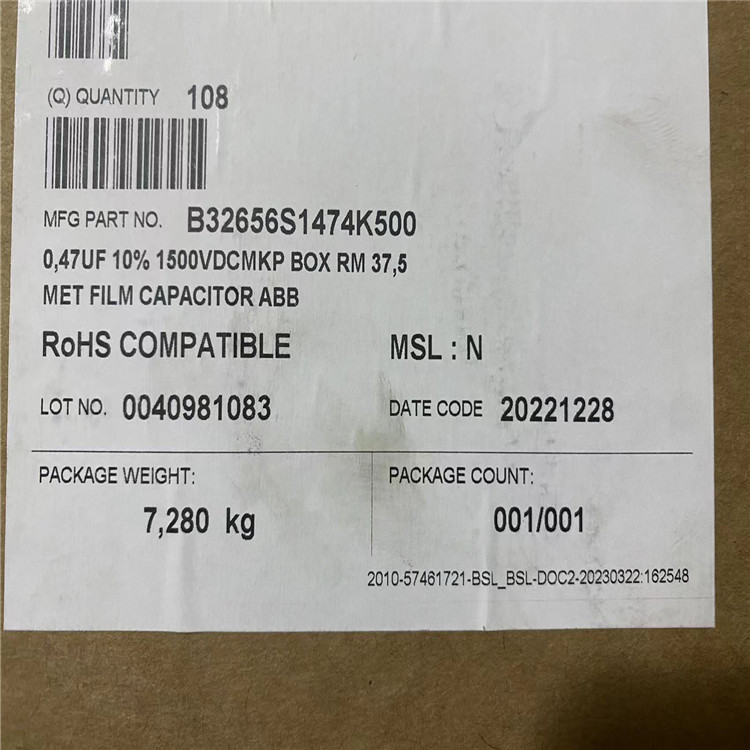 (Q) QUANTITY 108
MFG PART NO. B32656S1474K500
0,47UF 10% 1500VDCMKP BOX RM 37,5
MET FILM CAPACITOR ABB
RoHS COMPATIBLE MSL : N
LOT NO. 0040981083 DATE CODE 20221228
PACKAGE WEIGHT: PACKAGE COUNT:
7,280 kg 001/001
2010-57461721-BSL_BSL-DOC2-20230322:162548